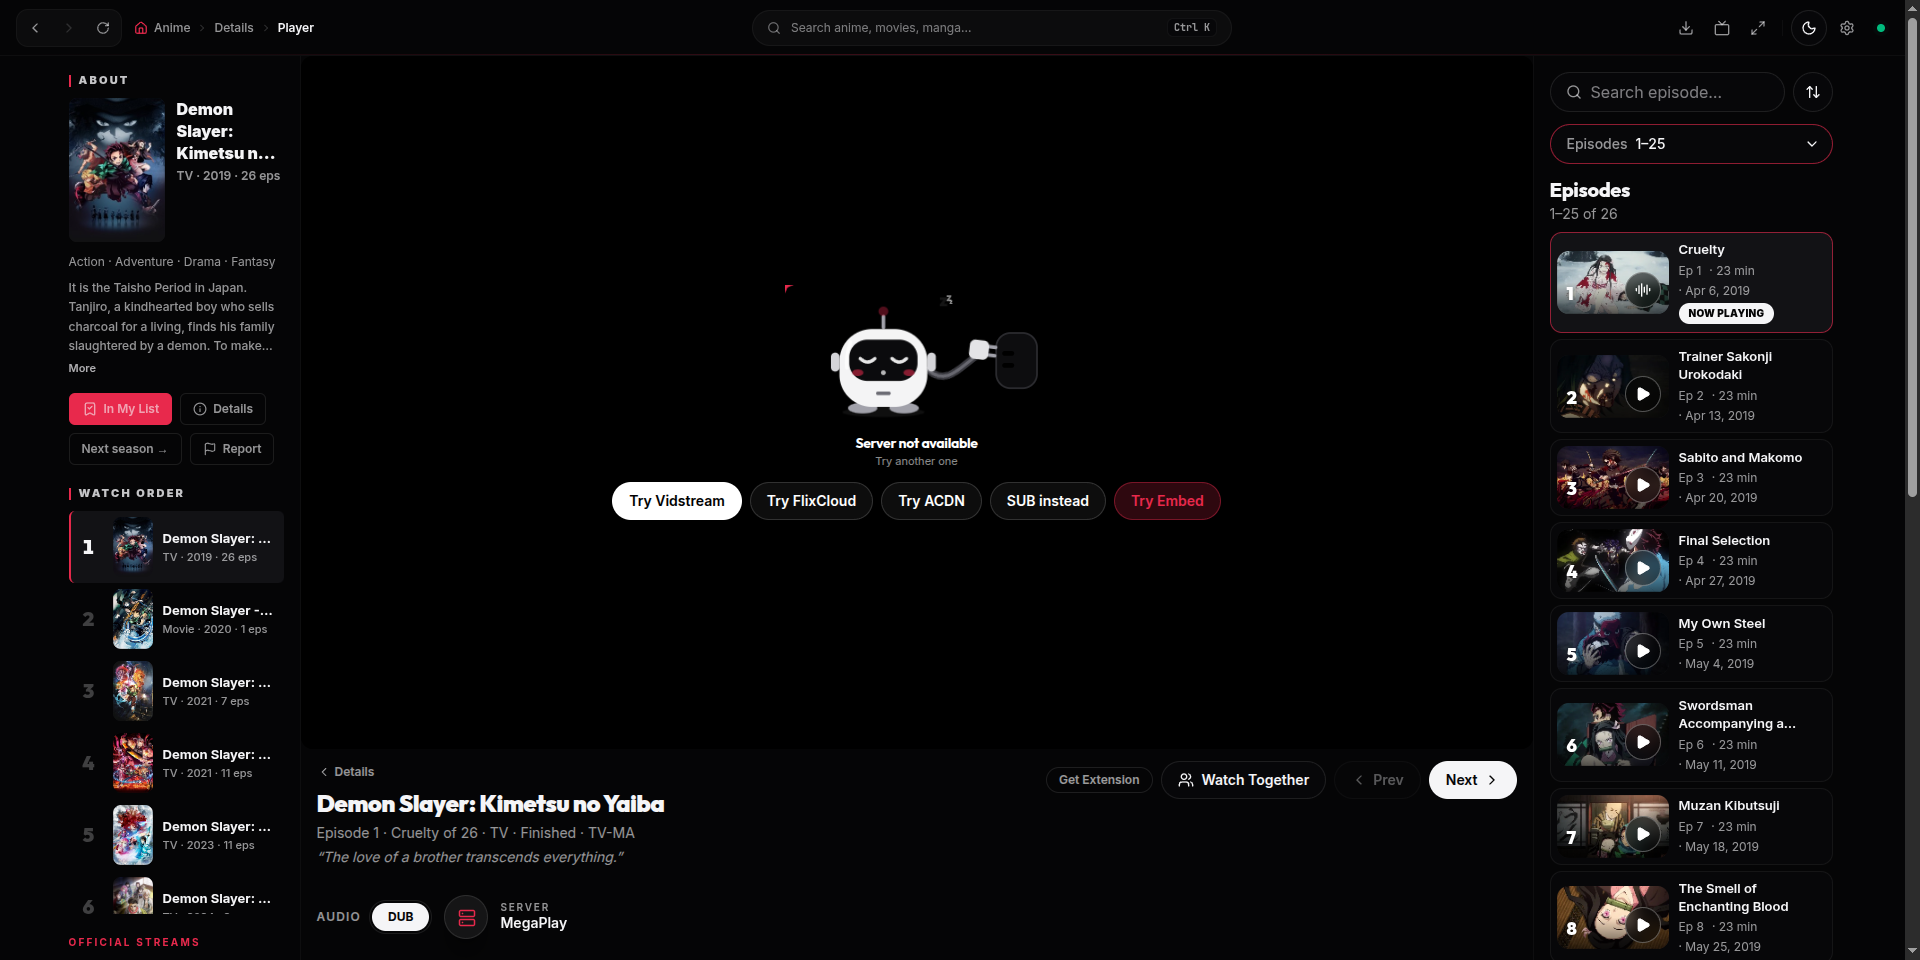 Anime
Details
Player
Search anime, movies, manga...
Ctrl K
ABOUT
Demon
Slayer:
Kimetsu n...
TV · 2019 · 26 eps
Action · Adventure · Drama · Fantasy
It is the Taisho Period in Japan.
Tanjiro, a kindhearted boy who sells
charcoal for a living, finds his family
slaughtered by a demon. To make...
More
In My List
Details
Next season →
Report
WATCH ORDER
1
Demon Slayer: ...
TV · 2019 · 26 eps
2
Demon Slayer -...
Movie · 2020 · 1 eps
3
Demon Slayer: ...
TV · 2021 · 7 eps
4
Demon Slayer: ...
TV · 2021 · 11 eps
5
Demon Slayer: ...
TV · 2023 · 11 eps
6
Demon Slayer: ...
OFFICIAL STREAMS
Server not available
Try another one
Try Vidstream
Try FlixCloud
Try ACDN
SUB instead
Try Embed
Details
Demon Slayer: Kimetsu no Yaiba
Episode 1 · Cruelty of 26 · TV · Finished · TV-MA
“The love of a brother transcends everything.”
Get Extension
Watch Together
Prev
Next
AUDIO
DUB
SERVER
MegaPlay
Search episode...
Episodes 1–25
Episodes
1–25 of 26
1
Cruelty
Ep 1 · 23 min
· Apr 6, 2019
NOW PLAYING
2
Trainer Sakonji
Urokodaki
Ep 2 · 23 min
· Apr 13, 2019
3
Sabito and Makomo
Ep 3 · 23 min
· Apr 20, 2019
4
Final Selection
Ep 4 · 23 min
· Apr 27, 2019
5
My Own Steel
Ep 5 · 23 min
· May 4, 2019
6
Swordsman
Accompanying a...
Ep 6 · 23 min
· May 11, 2019
7
Muzan Kibutsuji
Ep 7 · 23 min
· May 18, 2019
8
The Smell of
Enchanting Blood
Ep 8 · 23 min
· May 25, 2019